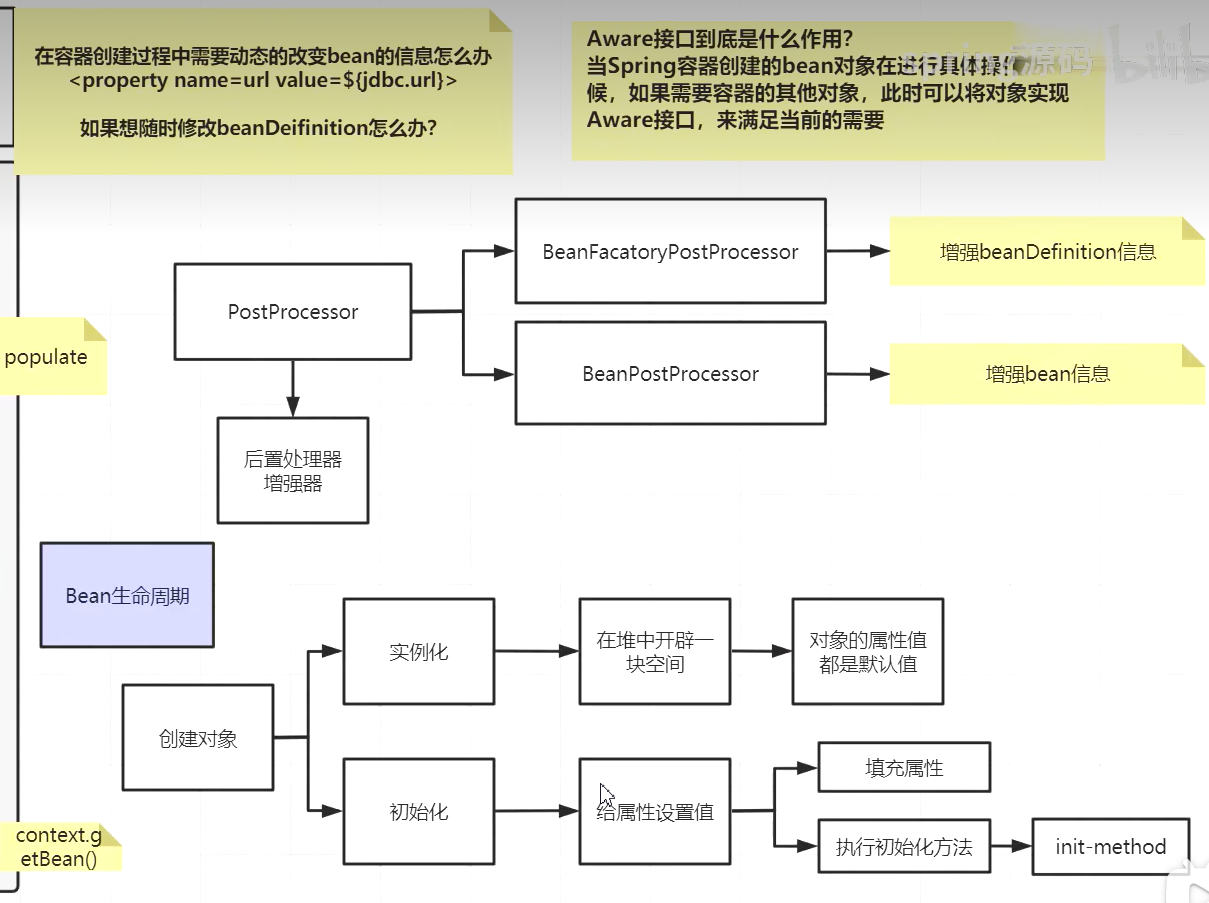 在容器创建过程中需要动态的改变bean的信息怎么办
<property name=url value=${jdbc.url}>
如果想随时修改beanDeifinition怎么办?
Aware接口到底是什么作用?
当Spring容器创建的bean对象在进行具体操作
候，如果需要容器的其他对象，此时可以将对象实现
Aware接口，来满足当前的需要
spring源码
BeanFacatoryPostProcessor
增强beanDefinition信息
PostProcessor
populate
BeanPostProcessor
增强bean信息
后置处理器
增强器
Bean生命周期
实例化
在堆中开辟一
块空间
对象的属性值
都是默认值
创建对象
初始化
给属性设置值
填充属性
执行初始化方法
init-method
context.g
etBean()